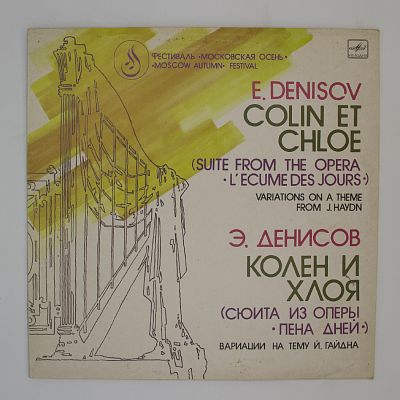 ФЕСТИВАЛЬ •МОСКОВСКАЯ ОСЕНЬ•
•MOSCOW AUTUMN• FESTIVAL
E. DENISOV
COLIN ET
CHLOE
(SUITE FROM THE OPERA
•L'ECUME DES JOURS•)
VARIATIONS ON A THEME
FROM J. HAYDN
Э. ДЕНИСОВ
КОЛЕН И
ХЛОЯ
(СЮИТА ИЗ ОПЕРЫ
•ПЕНА ДНЕЙ•)
ВАРИАЦИИ НА ТЕМУ Й. ГАЙДНА